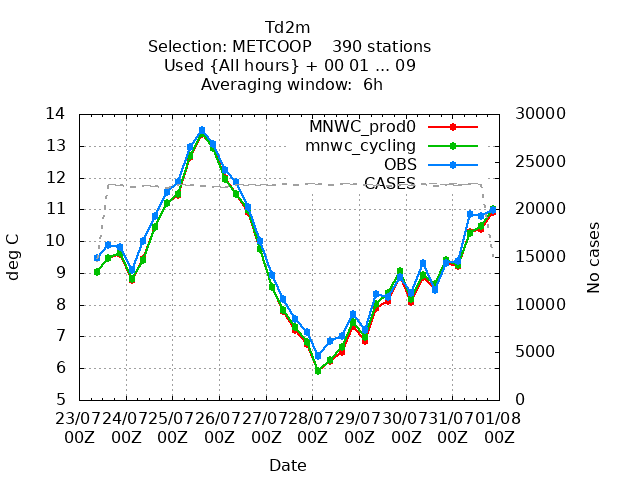 Td2m
Selection: METCOOP    390 stations
Used {All hours} + 00 01 ... 09
Averaging window:  6h
14
13
12
11
10
9
8
7
6
5
30000
25000
20000
15000
10000
5000
0
MNWC_prod0
mnwc_cycling
OBS
CASES
deg C
No cases
23/07 24/07 25/07 26/07 27/07 28/07 29/07 30/07 31/07 01/08
00Z 00Z 00Z 00Z 00Z 00Z 00Z 00Z 00Z 00Z
Date